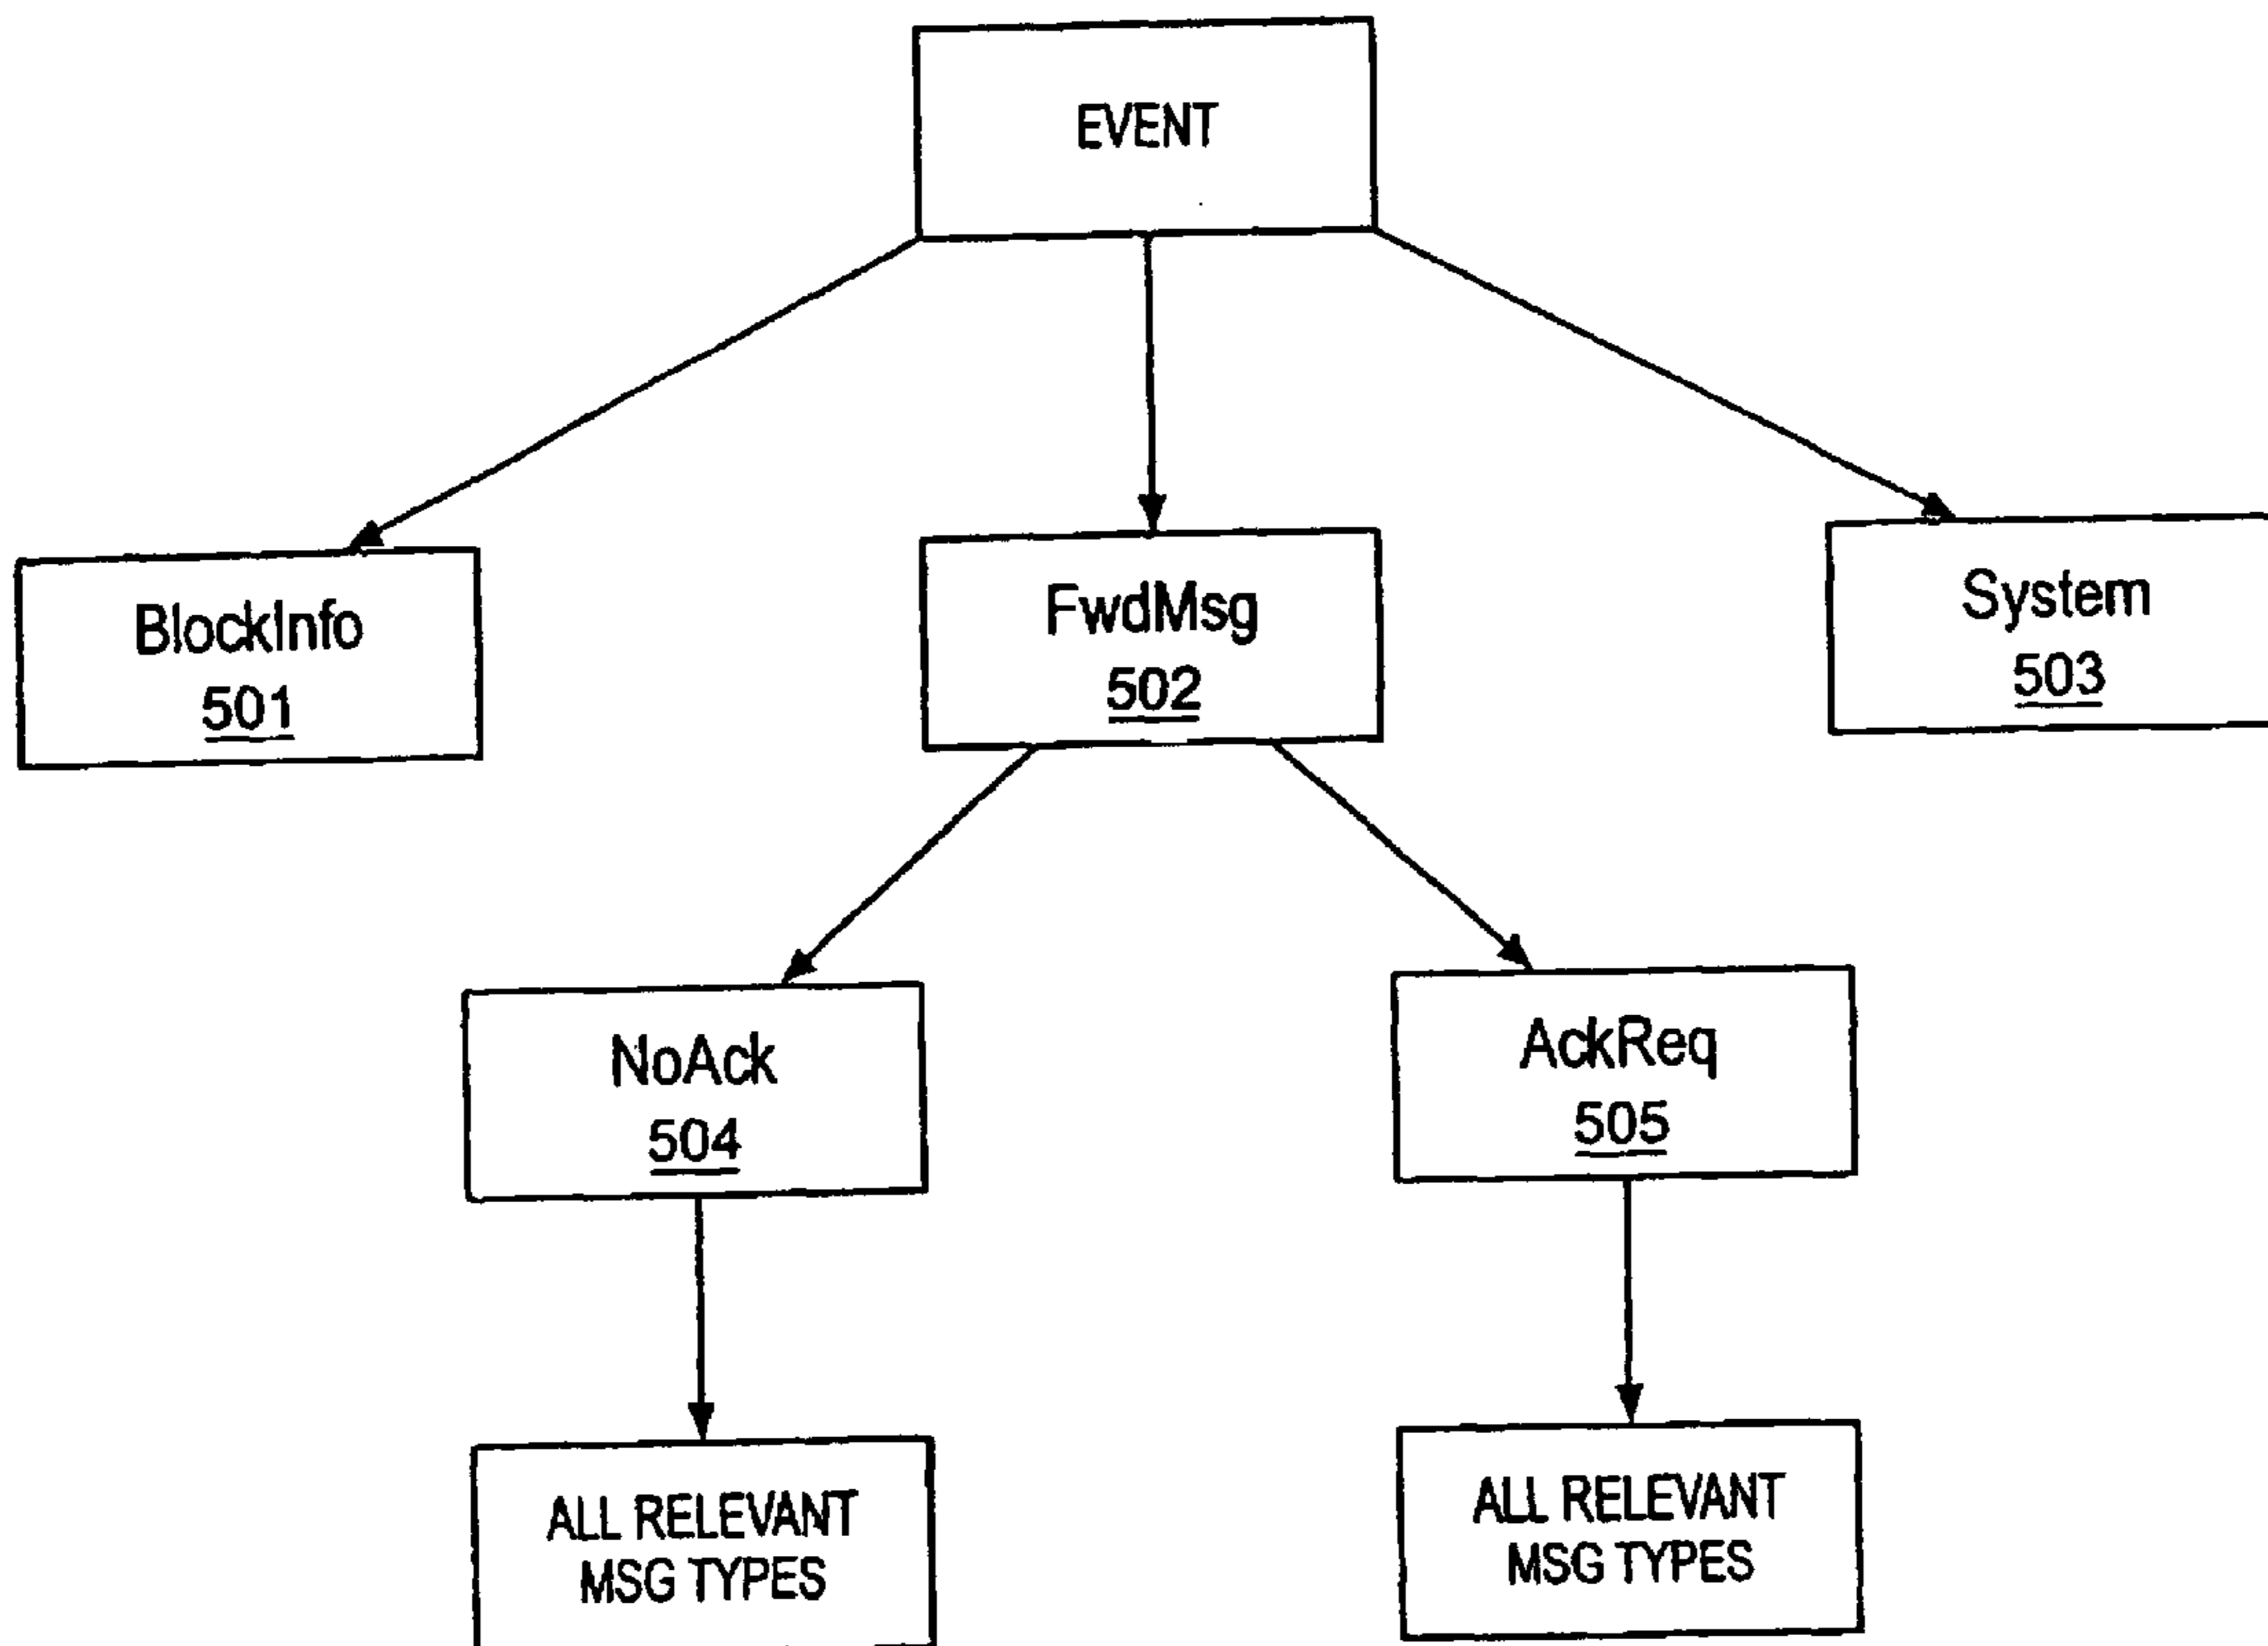 EVENT
BlockInfo
501
FwdMsg
502
System
503
NoAck
504
AckReq
505
ALL RELEVANT
MSG TYPES
ALL RELEVANT
MSG TYPES